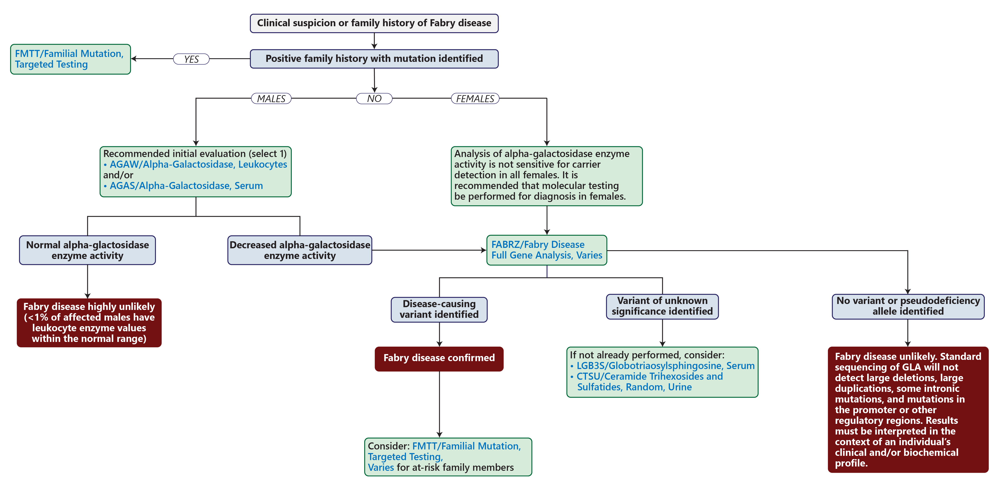 Clinical suspicion or family history of Fabry disease
FMTT/Familial Mutation,
Targeted Testing
YES
Positive family history with mutation identified
MALES
NO
FEMALES
Recommended initial evaluation (select 1)
• AGAW/Alpha-Galactosidase, Leukocytes
and/or
• AGAS/Alpha-Galactosidase, Serum
Analysis of alpha-galactosidase enzyme
activity is not sensitive for carrier
detection in all females. It is
recommended that molecular testing
be performed for diagnosis in females.
Normal alpha-glactosidase
enzyme activity
Decreased alpha-galactosidase
enzyme activity
FABRZ/Fabry Disease
Full Gene Analysis, Varies
Fabry disease highly unlikely
(<1% of affected males have
leukocyte enzyme values
within the normal range)
Disease-causing
variant identified
Variant of unknown
significance identified
No variant or pseudodeficiency
allele identified
Fabry disease confirmed
If not already performed, consider:
• LGB3S/Globotriaosylsphingosine, Serum
• CTSU/Ceramide Trihexosides and
Sulfatides, Random, Urine
Fabry disease unlikely. Standard
sequencing of GLA will not
detect large deletions, large
duplications, some intronic
mutations, and mutations in
the promoter or other
regulatory regions. Results
must be interpreted in the
context of an individual’s
clinical and/or biochemical
profile.
Consider: FMTT/Familial Mutation,
Targeted Testing,
Varies for at-risk family members